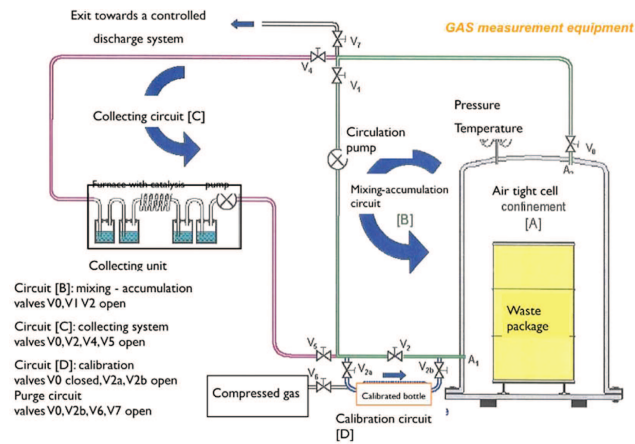 Exit towards a controlled
discharge system
GAS measurement equipment
V7
V4
V1
Collecting circuit [C]
Circulation
pump
Pressure
Temperature
V0
A
Furnace with catalysis
pump
Mixing-accumulation
circuit
[B]
Air tight cell
confinement
[A]
Collecting unit
Waste
package
Circuit [B]: mixing - accumulation
valves V0,V1 V2 open
Circuit [C]: collecting system
valves V0,V2,V4,V5 open
Circuit [D]: calibration
valves V0 closed,V2a,V2b open
Purge circuit
valves V0,V2b,V6,V7 open
V5
V2
A1
V2a
V2b
V6
Compressed gas
Calibrated bottle
Calibration circuit
[D]
e